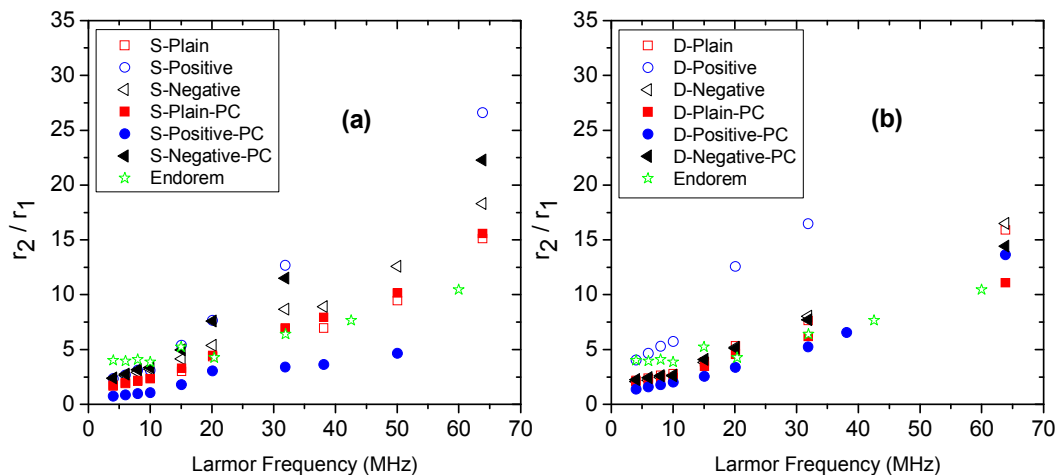 35
30
25
20
15
10
5
0
r2 / r1
S-Plain
S-Positive
S-Negative
S-Plain-PC
S-Positive-PC
S-Negative-PC
Endorem
(a)
0 10 20 30 40 50 60 70
Larmor Frequency (MHz)
35
30
25
20
15
10
5
0
r2 / r1
D-Plain
D-Positive
D-Negative
D-Plain-PC
D-Positive-PC
D-Negative-PC
Endorem
(b)
0 10 20 30 40 50 60 70
Larmor Frequency (MHz)